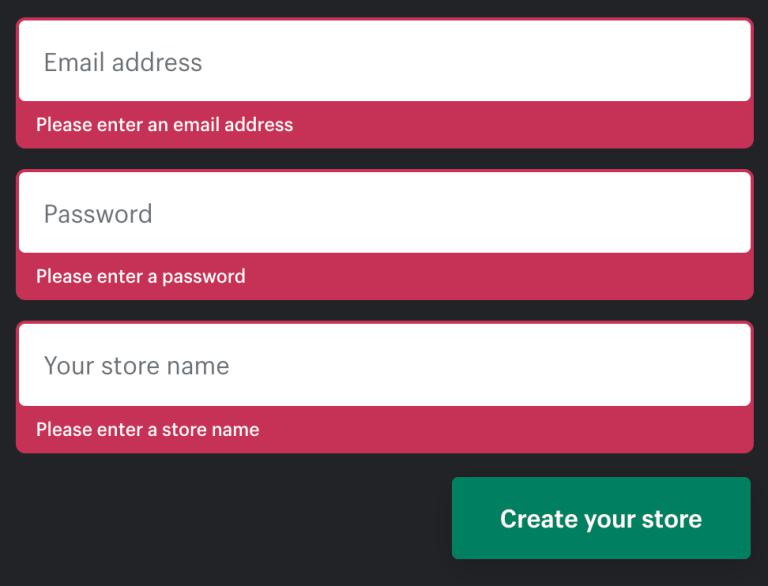 Email address
Please enter an email address
Password
Please enter a password
Your store name
Please enter a store name
Create your store